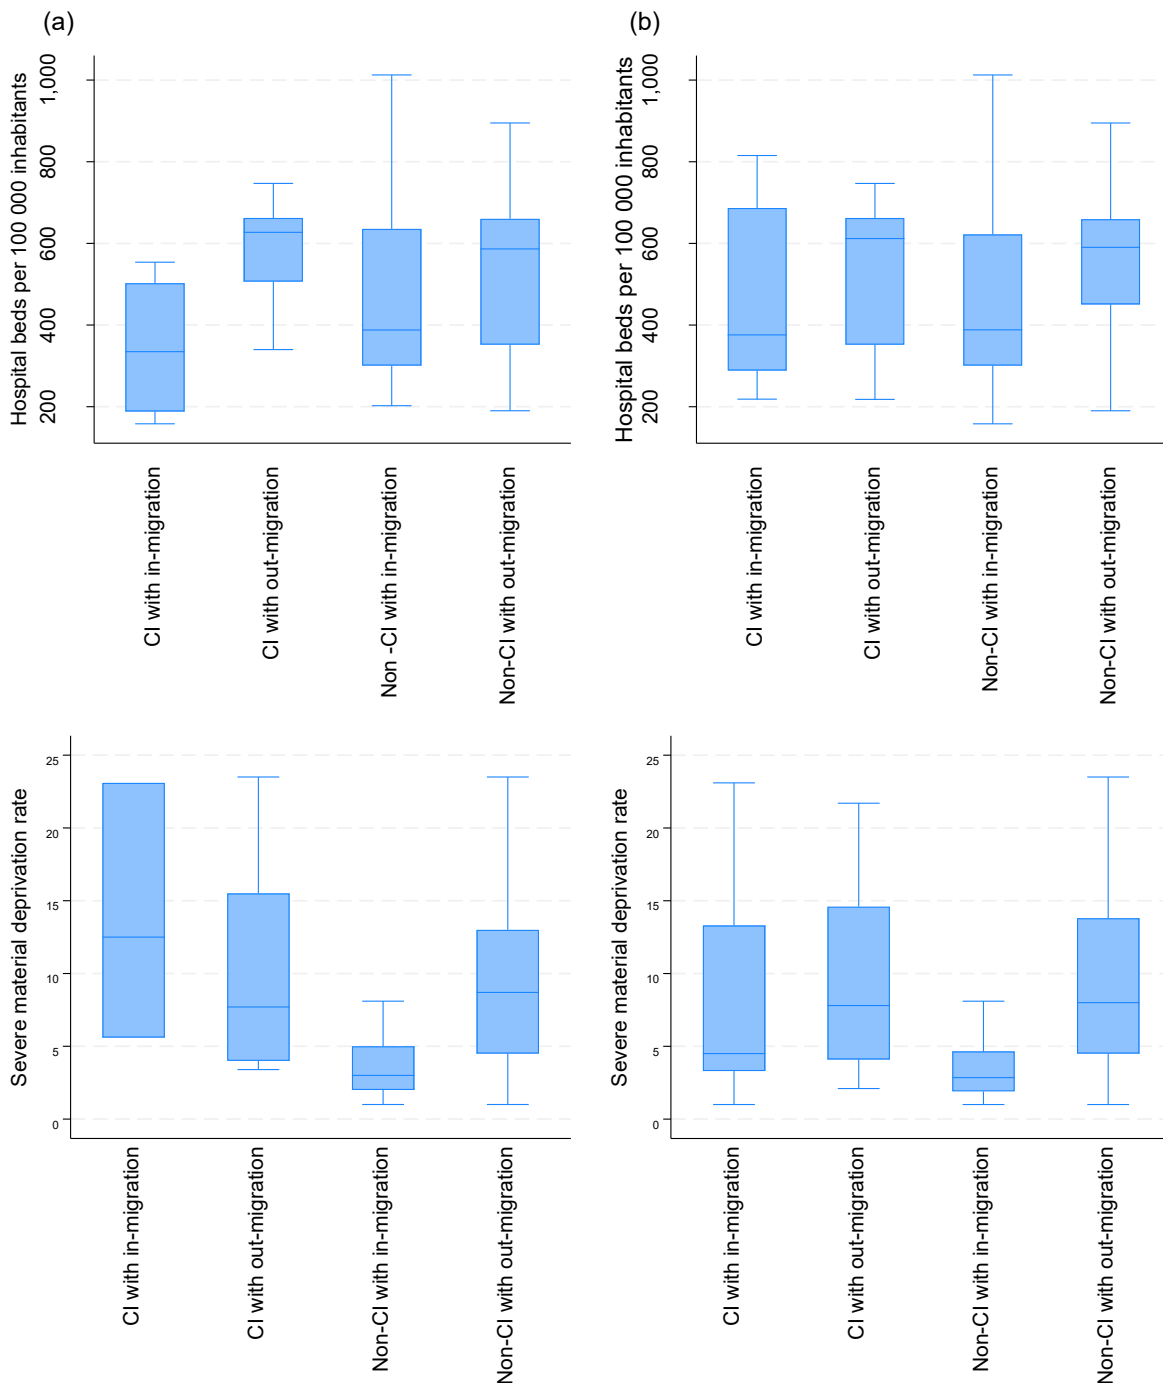 (a)
Hospital beds per 100 000 inhabitants
1,000
800
600
400
200
CI with in-migration
CI with out-migration
Non -CI with in-migration
Non-CI with out-migration
(b)
Hospital beds per 100 000 inhabitants
1,000
800
600
400
200
CI with in-migration
CI with out-migration
Non-CI with in-migration
Non-CI with out-migration
Severe material deprivation rate
25
20
15
10
5
0
CI with in-migration
CI with out-migration
Non-CI with in-migration
Non-CI with out-migration
Severe material deprivation rate
25
20
15
10
5
0
CI with in-migration
CI with out-migration
Non-CI with in-migration
Non-CI with out-migration